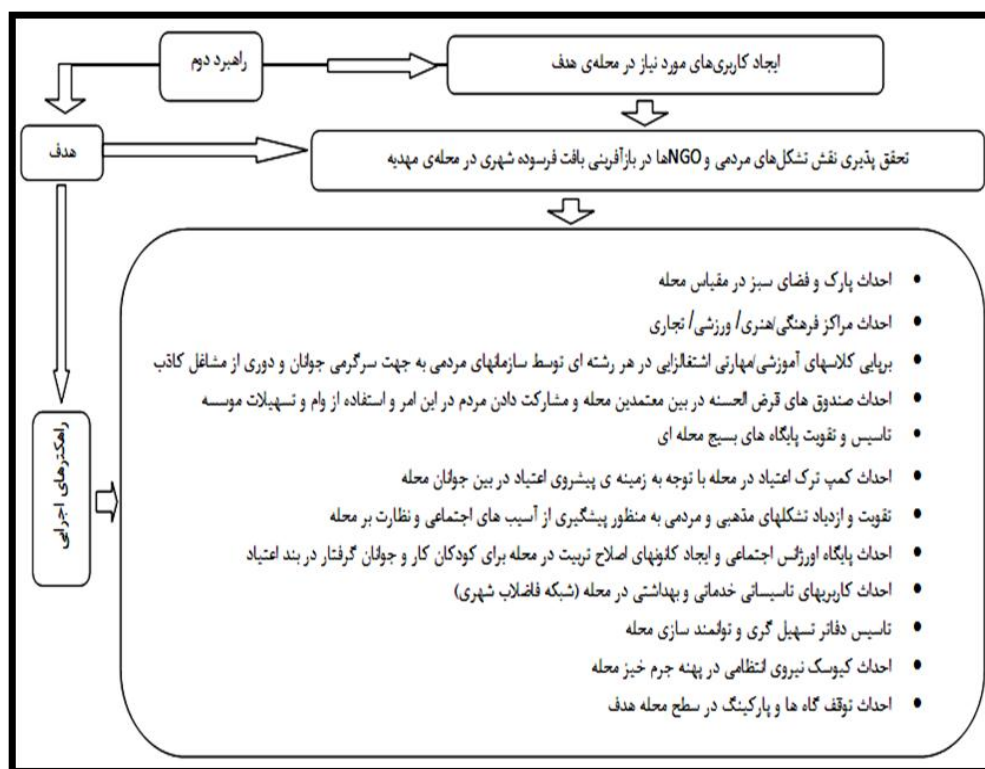 راهبرد دوم
ایجاد کاربری‌های مورد نیاز در محله‌ی هدف
هدف
تحقق پذیری نقش تشکل‌های مردمی و NGOها در بازآفرینی بافت فرسوده شهری در محله‌ی مهدیه
راهکترهای اجرایی
• احداث پارک و فضای سبز در مقیاس محله
• احداث مراکز فرهنگی/هنری/ ورزشی/ تجاری
• برپایی کلاسهای آموزشی/مهارتی اشتغالزایی در هر رشته ای توسط سازمانهای مردمی به جهت سرگرمی جوانان و دوری از مشاغل کاذب
• احداث صندوق های قرض الحسنه در بین معتمدین محله و مشارکت دادن مردم در این امر و استفاده از وام و تسهیلات موسسه
• تاسیس و تقویت پایگاه های بسیج محله ای
• احداث کمپ ترک اعتیاد در محله با توجه به زمینه ی پیشروی اعتیاد در بین جوانان محله
• تقویت و ازدیاد تشکلهای مذهبی و مردمی به منظور پیشگیری از آسیب های اجتماعی و نظارت بر محله
• احداث پایگاه اورژانس اجتماعی و ایجاد کانونهای اصلاح تربیت در محله برای کودکان کار و جوانان گرفتار در بند اعتیاد
• احداث کاربریهای تاسیساتی خدماتی و بهداشتی در محله (شبکه فاضلاب شهری)
• تاسیس دفاتر تسهیل گری و توانمند سازی محله
• احداث کیوسک نیروی انتظامی در پهنه جرم خیز محله
• احداث توقف گاه ها و پارکینگ در سطح محله هدف